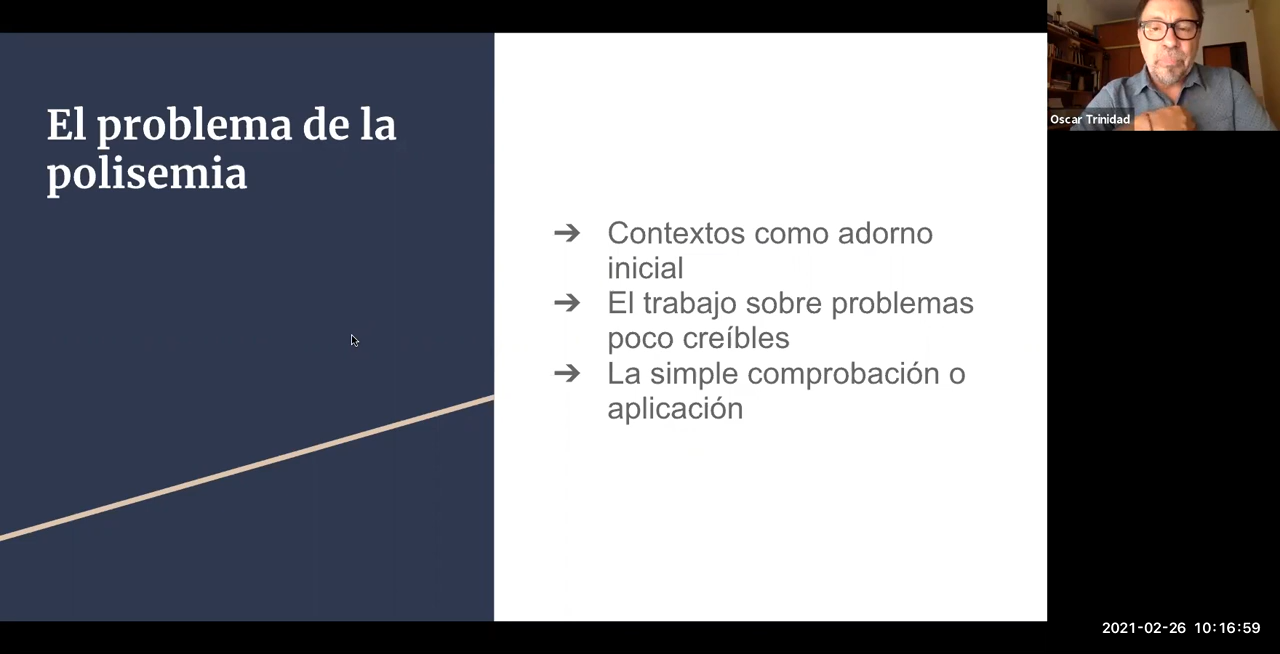 El problema de la
polisemia
➔ Contextos como adorno
inicial
➔ El trabajo sobre problemas
poco creíbles
➔ La simple comprobación o
aplicación
Oscar Trinidad
2021-02-26 10:16:59